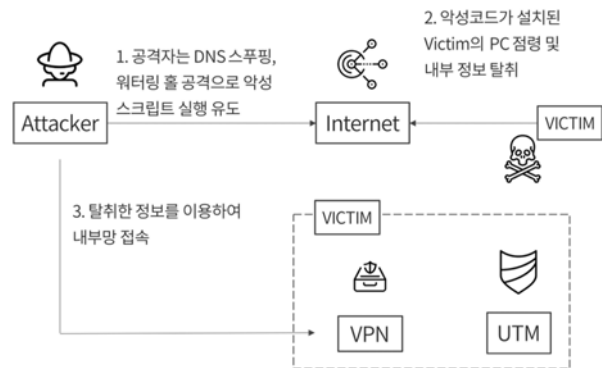 1. 공격자는 DNS 스푸핑,
워터링 홀 공격으로 악성
스크립트 실행 유도
2. 악성코드가 설치된
Victim의 PC 점령 및
내부 정보 탈취
Attacker
Internet
VICTIM
3. 탈취한 정보를 이용하여
내부망 접속
VICTIM
VPN
UTM